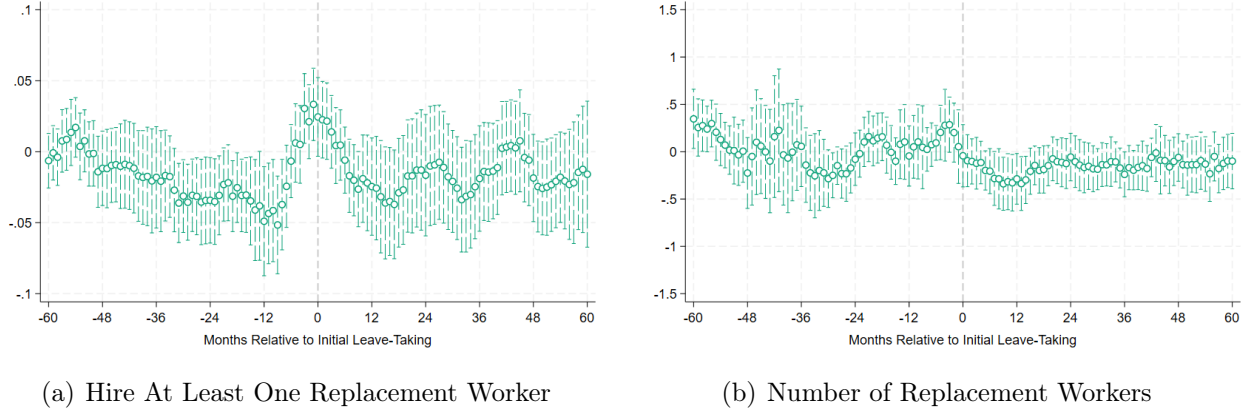 .1
.05
0
-.05
-.1
-60 -48 -36 -24 -12 0 12 24 36 48 60
Months Relative to Initial Leave-Taking
(a) Hire At Least One Replacement Worker
1.5
1
.5
0
-.5
-1
-1.5
-60 -48 -36 -24 -12 0 12 24 36 48 60
Months Relative to Initial Leave-Taking
(b) Number of Replacement Workers